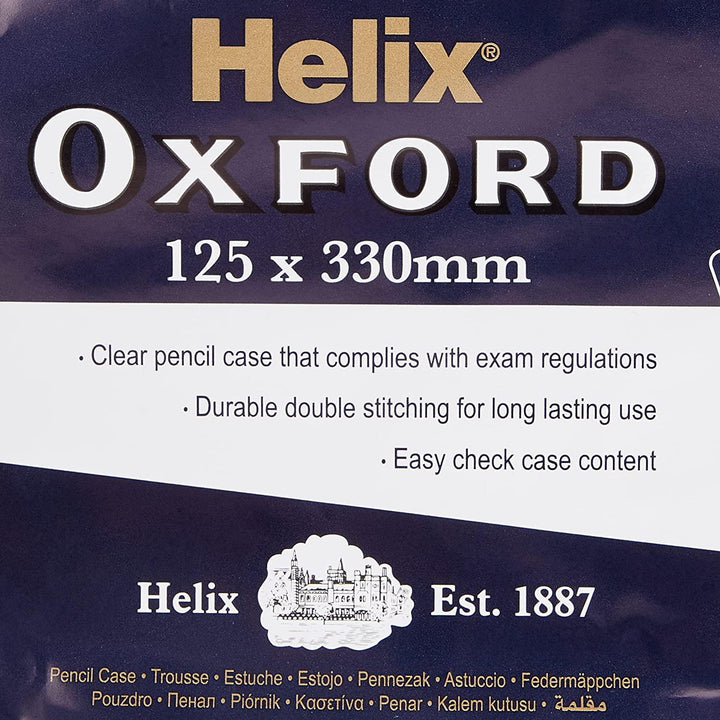 Helix®
OXFORD
125 x 330mm
· Clear pencil case that complies with exam regulations
· Durable double stitching for long lasting use
· Easy check case content
Helix Est. 1887
Pencil Case • Trousse • Estuche • Estojo • Pennezak • Astuccio • Federmäppchen
Pouzdro • Пенал • Piórnik • Κασετίνα • Penar • Kalem kutusu • مقلمة